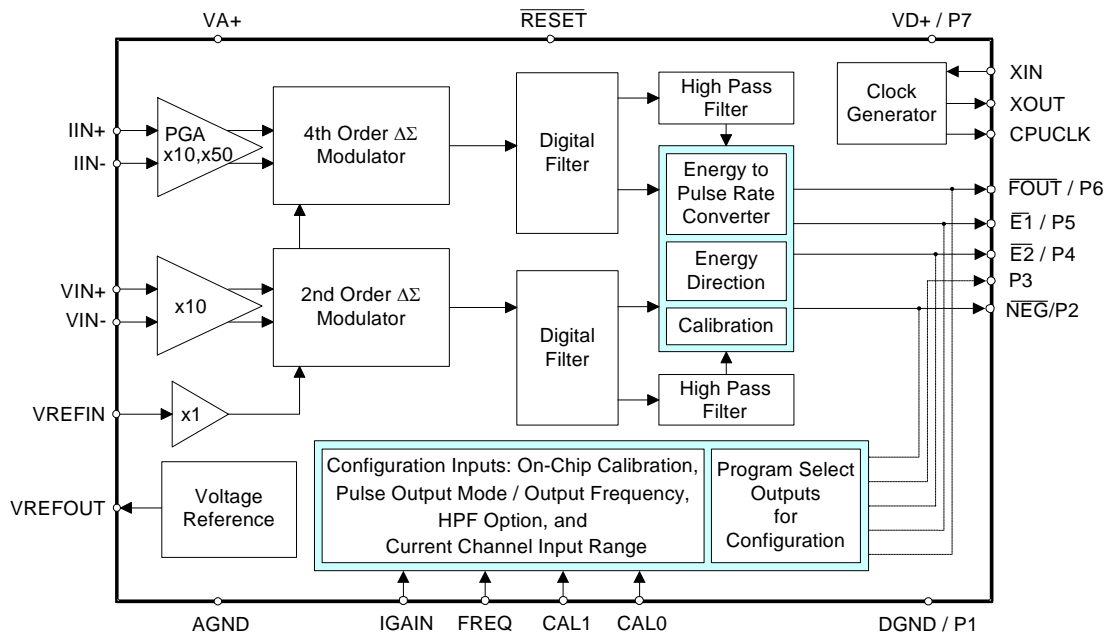 VA+
RESET
VD+ / P7
IIN+
IIN-
PGA
x10,x50
4th Order ΔΣ
Modulator
Digital
Filter
High Pass
Filter
Clock
Generator
XIN
XOUT
CPUCLK
Energy to
Pulse Rate
Converter
Energy
Direction
Calibration
FOUT / P6
E1 / P5
E2 / P4
P3
NEG/P2
VIN+
VIN-
x10
2nd Order ΔΣ
Modulator
Digital
Filter
High Pass
Filter
VREFIN
x1
VREFOUT
Voltage
Reference
Configuration Inputs: On-Chip Calibration,
Pulse Output Mode / Output Frequency,
HPF Option, and
Current Channel Input Range
Program Select
Outputs
for
Configuration
AGND
IGAIN
FREQ
CAL1
CAL0
DGND / P1